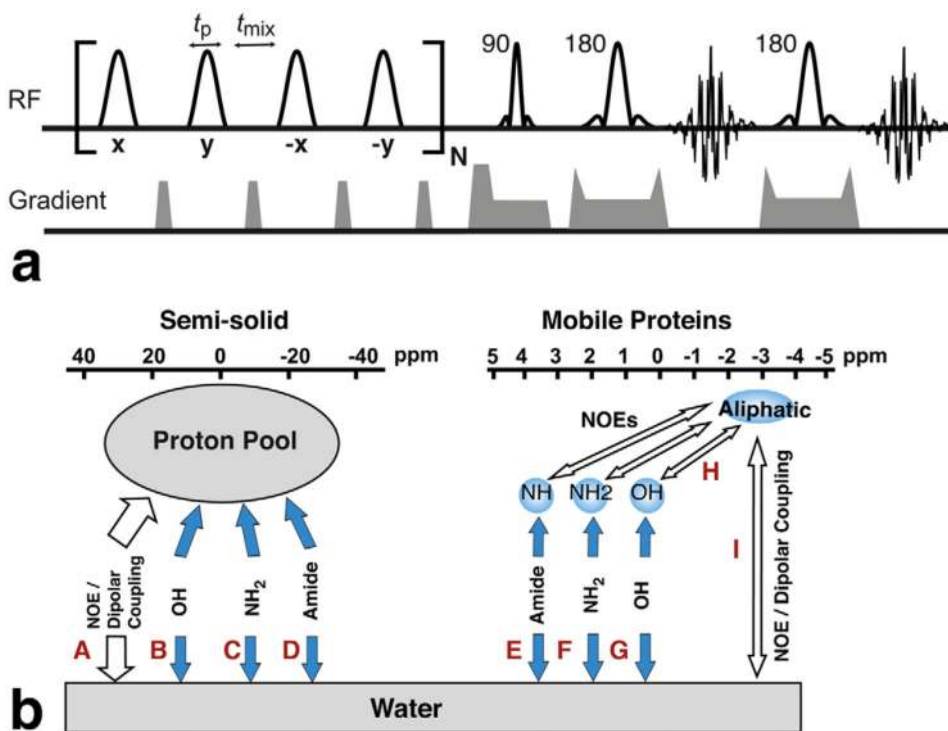 tp tmix 90 180 180
RF
x y -x -y
N
Gradient
a
Semi-solid Mobile Proteins
40 20 0 -20 -40 ppm 5 4 3 2 1 0 -1 -2 -3 -4 -5 ppm
Proton Pool
NOEs Aliphatic
NH NH2 OH H
I
NOE / Dipolar Coupling
OH NH2 Amide
Amide NH2 OH
NOE / Dipolar Coupling
A B C D E F G
b Water